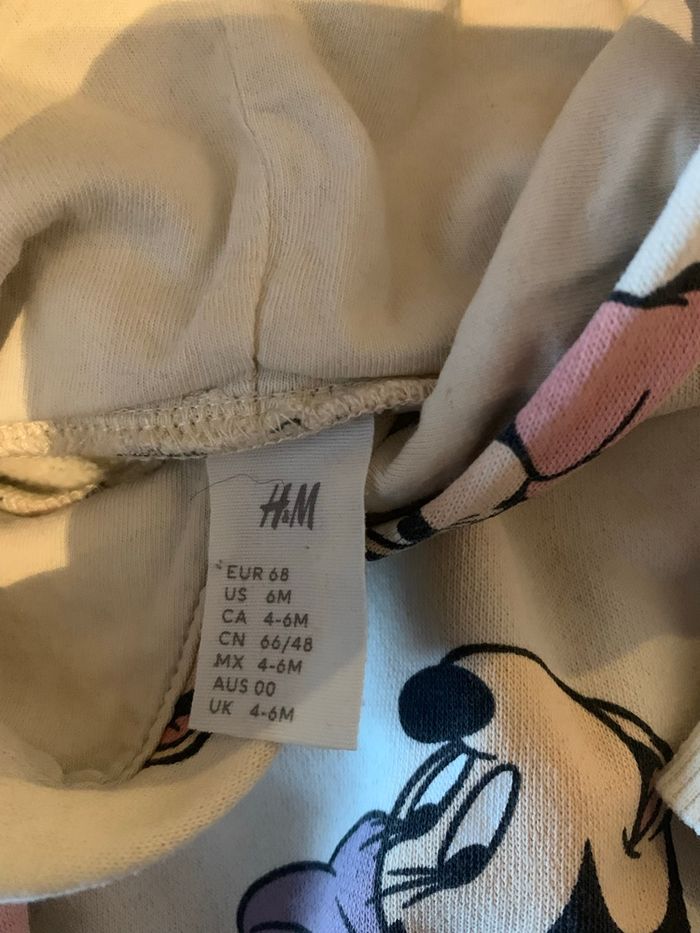 H&M
EUR 68
US 6M
CA 4-6M
CN 66/48
MX 4-6M
AUS 00
UK 4-6M